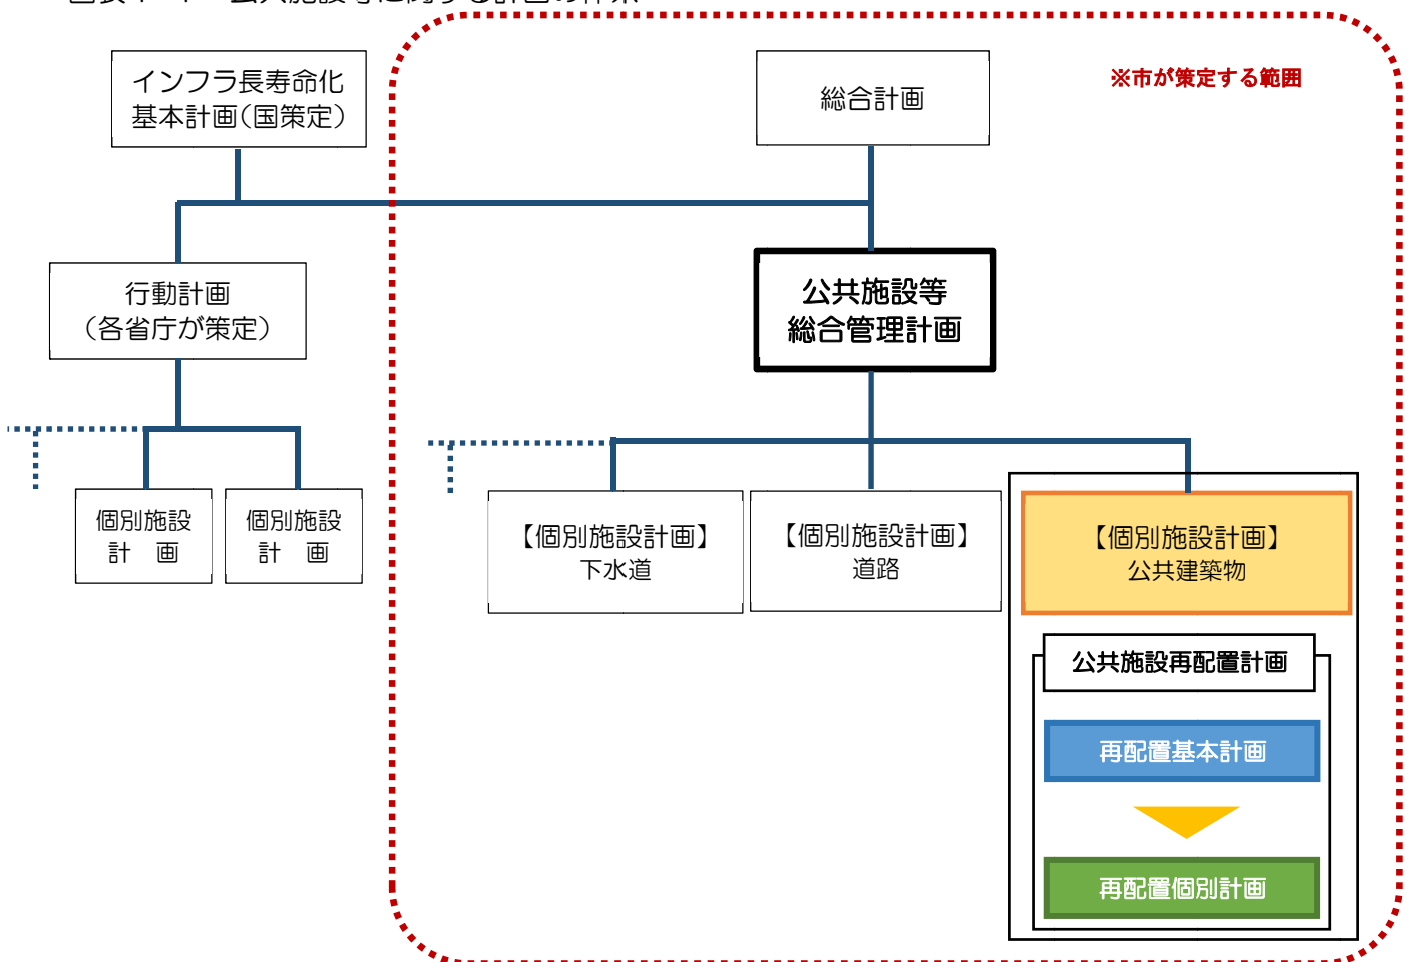 インフラ長寿命化
基本計画（国策定）
総合計画
※市が策定する範囲
行動計画
（各省庁が策定）
公共施設等
総合管理計画
個別施設
計　画
個別施設
計　画
【個別施設計画】
下水道
【個別施設計画】
道路
【個別施設計画】
公共建築物
公共施設再配置計画
再配置基本計画
再配置個別計画